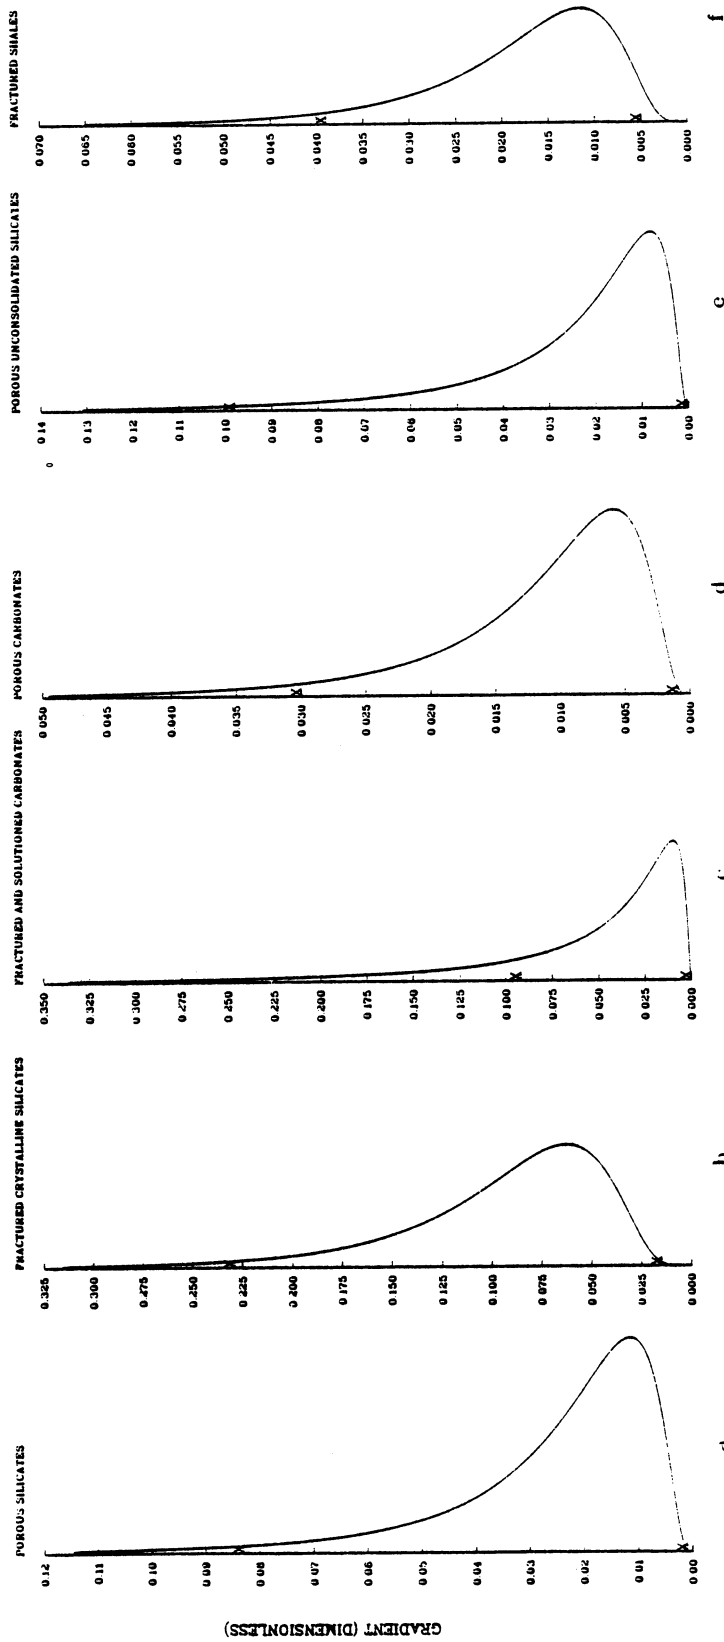 GRADIENT (DIMENSIONLESS)
POROUS SILICATES
0.12 0.11 0.10 0.09 0.08 0.07 0.06 0.05 0.04 0.03 0.02 0.01 0.00
FRACTURED CRYSTALLINE SILICATES
0.325 0.300 0.275 0.250 0.225 0.200 0.175 0.150 0.125 0.100 0.075 0.050 0.025 0.000
b
FRACTURED AND SOLUTIONED CARBONATES
0.350 0.325 0.300 0.275 0.250 0.225 0.200 0.175 0.150 0.125 0.100 0.075 0.050 0.025 0.000
POROUS CARBONATES
0.050 0.045 0.040 0.030 0.025 0.020 0.015 0.010 0.005 0.000
d
POROUS UNCONSOLIDATED SILICATES
0.14 0.13 0.12 0.11 0.10 0.09 0.08 0.07 0.06 0.05 0.04 0.03 0.02 0.01 0.00
e
FRACTURED SHALES
0.070 0.065 0.060 0.055 0.050 0.045 0.040 0.035 0.030 0.025 0.020 0.015 0.010 0.005 0.000
f